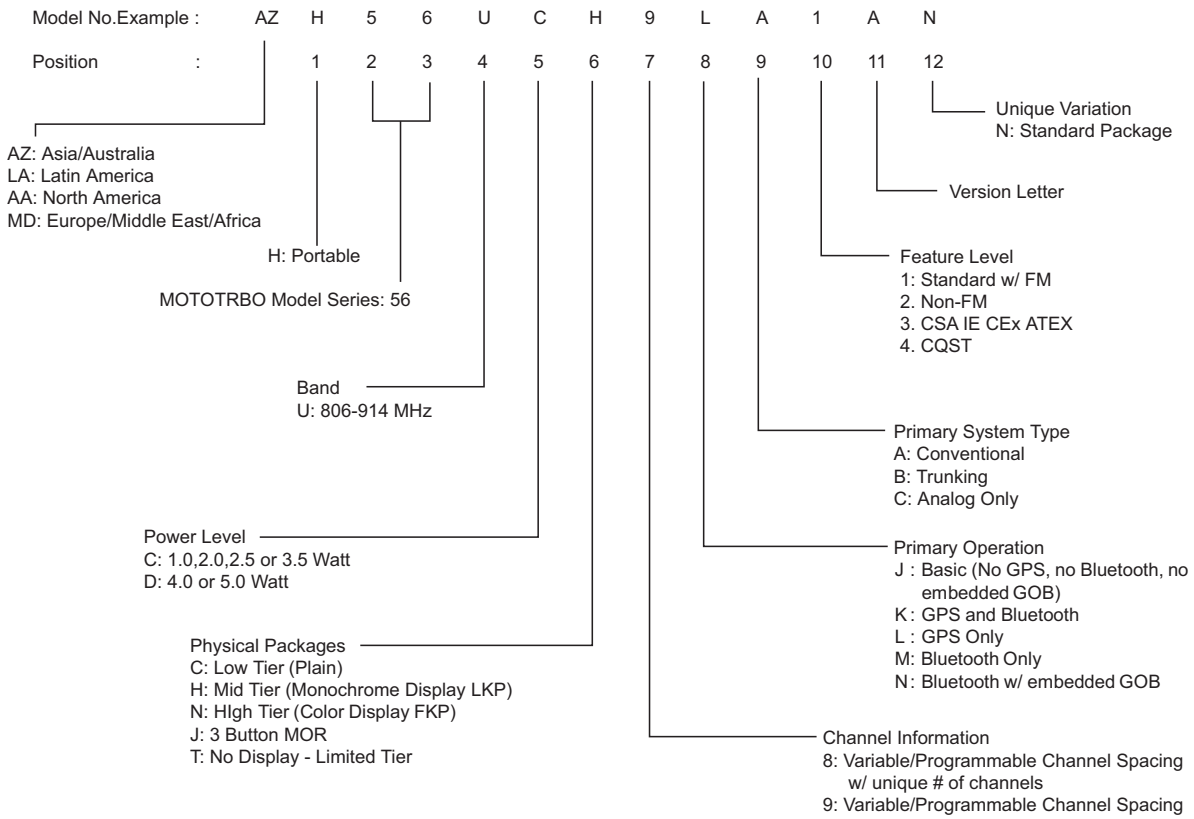 Model No.Example : AZ H 5 6 U C H 9 L A 1 A N
Position : 1 2 3 4 5 6 7 8 9 10 11 12
Unique Variation
N: Standard Package
AZ: Asia/Australia
LA: Latin America
AA: North America
MD: Europe/Middle East/Africa
Version Letter
H: Portable
MOTOTRBO Model Series: 56
Feature Level
1: Standard w/ FM
2. Non-FM
3. CSA IE CEx ATEX
4. CQST
Band
U: 806-914 MHz
Primary System Type
A: Conventional
B: Trunking
C: Analog Only
Power Level
C: 1.0,2.0,2.5 or 3.5 Watt
D: 4.0 or 5.0 Watt
Primary Operation
J : Basic (No GPS, no Bluetooth, no
embedded GOB)
K : GPS and Bluetooth
L : GPS Only
M: Bluetooth Only
N : Bluetooth w/ embedded GOB
Physical Packages
C: Low Tier (Plain)
H: Mid Tier (Monochrome Display LKP)
N: HIgh Tier (Color Display FKP)
J: 3 Button MOR
T: No Display - Limited Tier
Channel Information
8: Variable/Programmable Channel Spacing
w/ unique # of channels
9: Variable/Programmable Channel Spacing